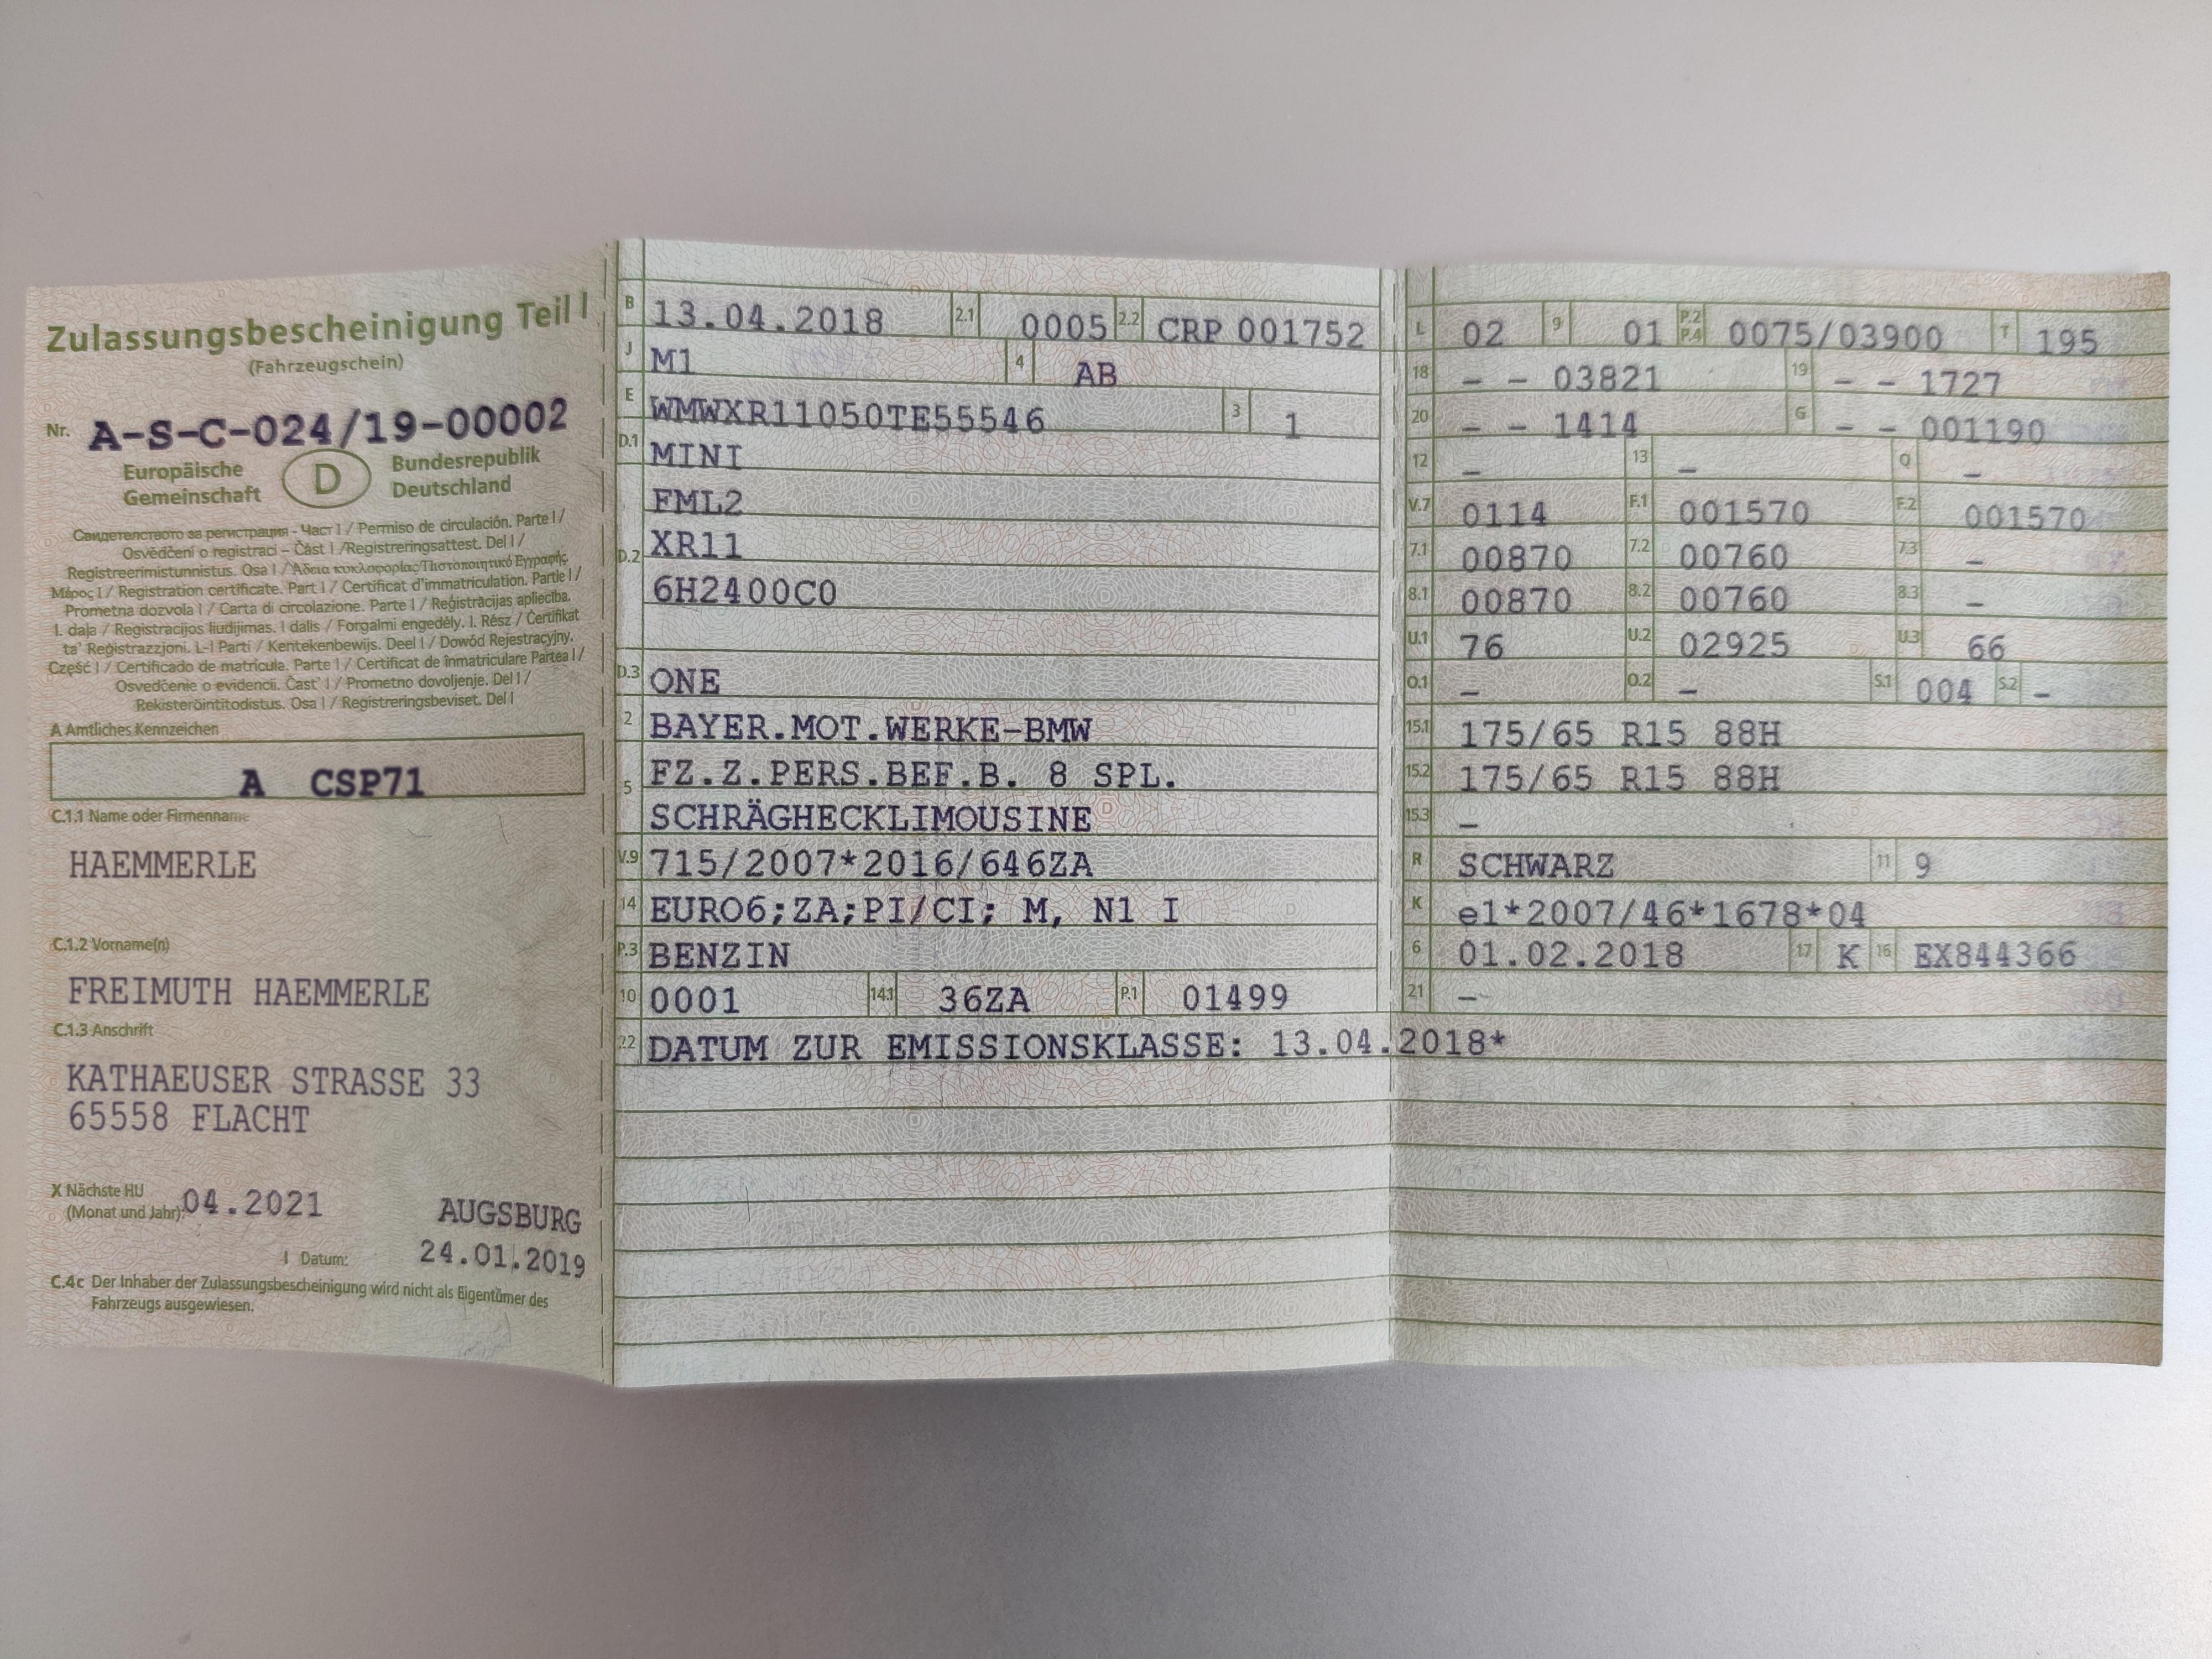 Zulassungsbescheinigung Teil I
(Fahrzeugschein)
Nr. A-S-C-024/19-00002
Europäische Gemeinschaft D Bundesrepublik Deutschland
Свидетелството за регистрация - Част I / Permiso de circulación. Parte I /
Osvědčení o registraci – Část I /Registreringsattest. Del I /
Registreerimistunnistus. Osa I / Άδεια κυκλοφορίας/Πιστοποιητικό Εγγραφής.
Μέρος I / Registration certificate. Part I / Certificat d'immatriculation. Partie I /
Prometna dozvola I / Carta di circolazione. Parte I / Reģistrācijas apliecība.
I. daļa / Registracijos liudijimas. I dalis / Forgalmi engedély. I. Rész / Ċertifikat
ta' Reġistrazzjoni. L-I Parti / Kentekenbewijs. Deel I / Dowód Rejestracyjny.
Część I / Certificado de matrícula. Parte I / Certificat de înmatriculare Partea I /
Osvedčenie o evidencii. Časť I / Prometno dovoljenje. Del I /
Rekisteröintitodistus. Osa I / Registreringsbeviset. Del I
A Amtliches Kennzeichen
A CSP71
C.1.1 Name oder Firmenname
HAEMMERLE
C.1.2 Vorname(n)
FREIMUTH HAEMMERLE
C.1.3 Anschrift
KATHAEUSER STRASSE 33
65558 FLACHT
X Nächste HU
(Monat und Jahr): 04.2021
AUGSBURG
I Datum: 24.01.2019
C.4c Der Inhaber der Zulassungsbescheinigung wird nicht als Eigentümer des
Fahrzeugs ausgewiesen.
B 13.04.2018 2.1 0005 2.2 CRP 001752
J M1 4 AB
E WMWXR11050TE55546 3 1
D.1 MINI
FML2
D.2 XR11
6H2400C0
D.3 ONE
2 BAYER.MOT.WERKE-BMW
5 FZ.Z.PERS.BEF.B. 8 SPL.
SCHRÄGHECKLIMOUSINE
V.9 715/2007*2016/646ZA
14 EURO6;ZA;PI/CI; M, N1 I
P.3 BENZIN
10 0001 14.1 36ZA P.1 01499
22 DATUM ZUR EMISSIONSKLASSE: 13.04.2018*
L 02 9 01 P.2 P.4 0075/03900 T 195
18 – – 03821 19 – – 1727
20 – – 1414 G – – 001190
12 – 13 – Q –
V.7 0114 F.1 001570 F.2 001570
7.1 00870 7.2 00760 7.3 –
8.1 00870 8.2 00760 8.3 –
U.1 76 U.2 02925 U.3 66
O.1 – O.2 – S.1 004 S.2 –
15.1 175/65 R15 88H
15.2 175/65 R15 88H
15.3 –
R SCHWARZ 11 9
K e1*2007/46*1678*04
6 01.02.2018 17 K 16 EX844366
21 –